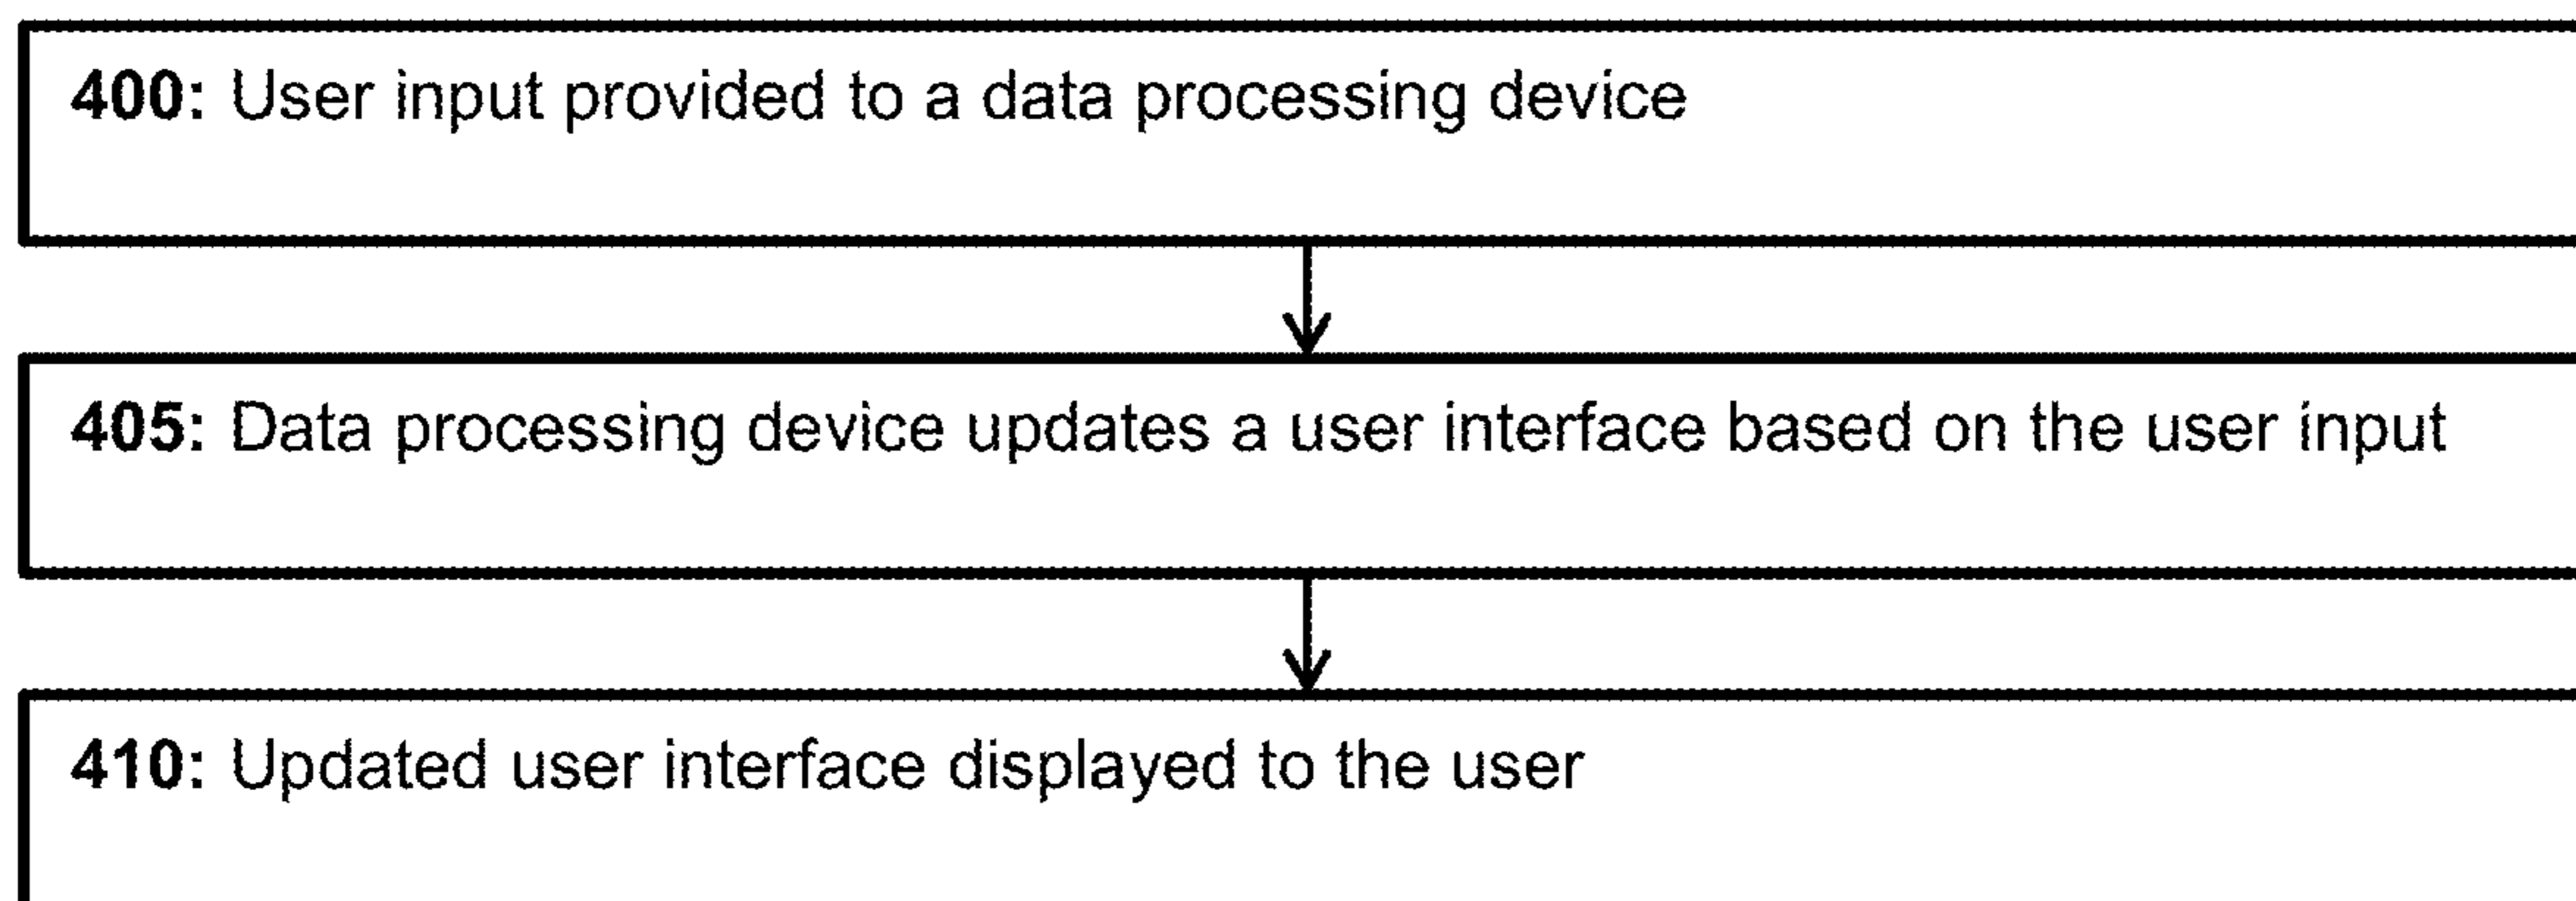 400: User input provided to a data processing device
405: Data processing device updates a user interface based on the user input
410: Updated user interface displayed to the user